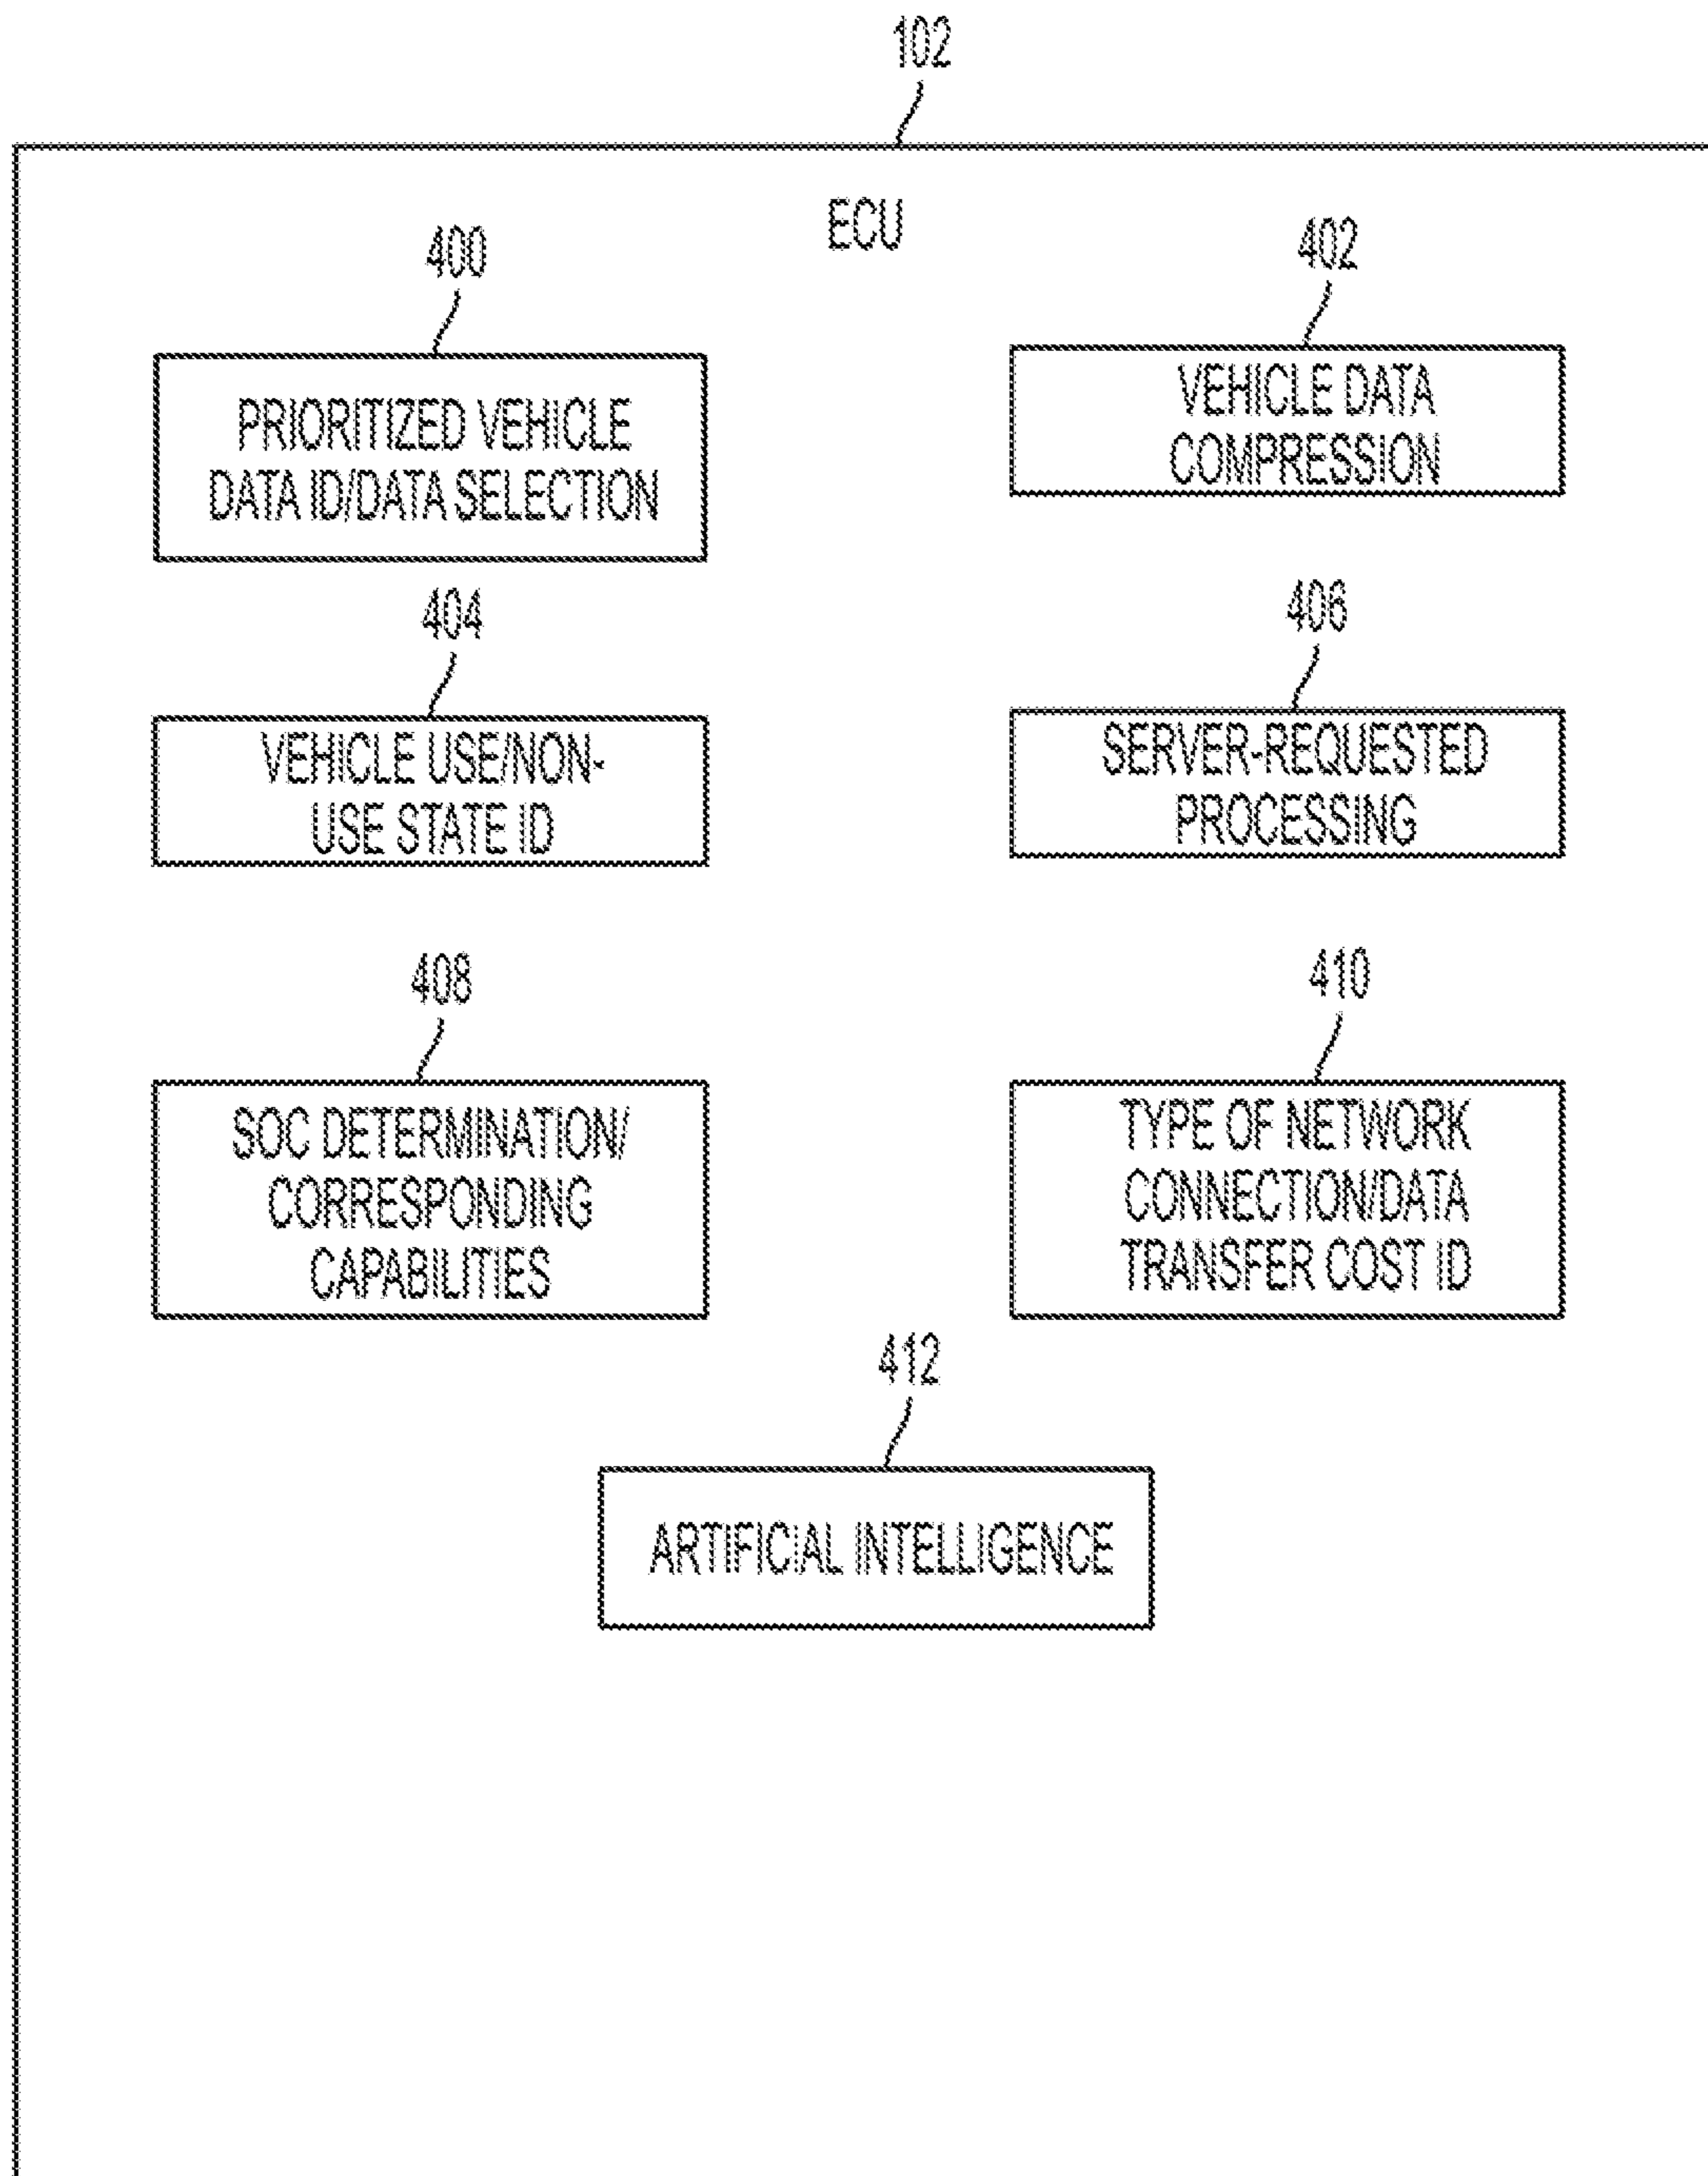 102
ECU
400
402
PRIORITIZED VEHICLE
DATA ID/DATA SELECTION
VEHICLE DATA
COMPRESSION
404
406
VEHICLE USE/NON-
USE STATE ID
SERVER-REQUESTED
PROCESSING
408
410
SOC DETERMINATION/
CORRESPONDING
CAPABILITIES
TYPE OF NETWORK
CONNECTION/DATA
TRANSFER COST ID
412
ARTIFICIAL INTELLIGENCE